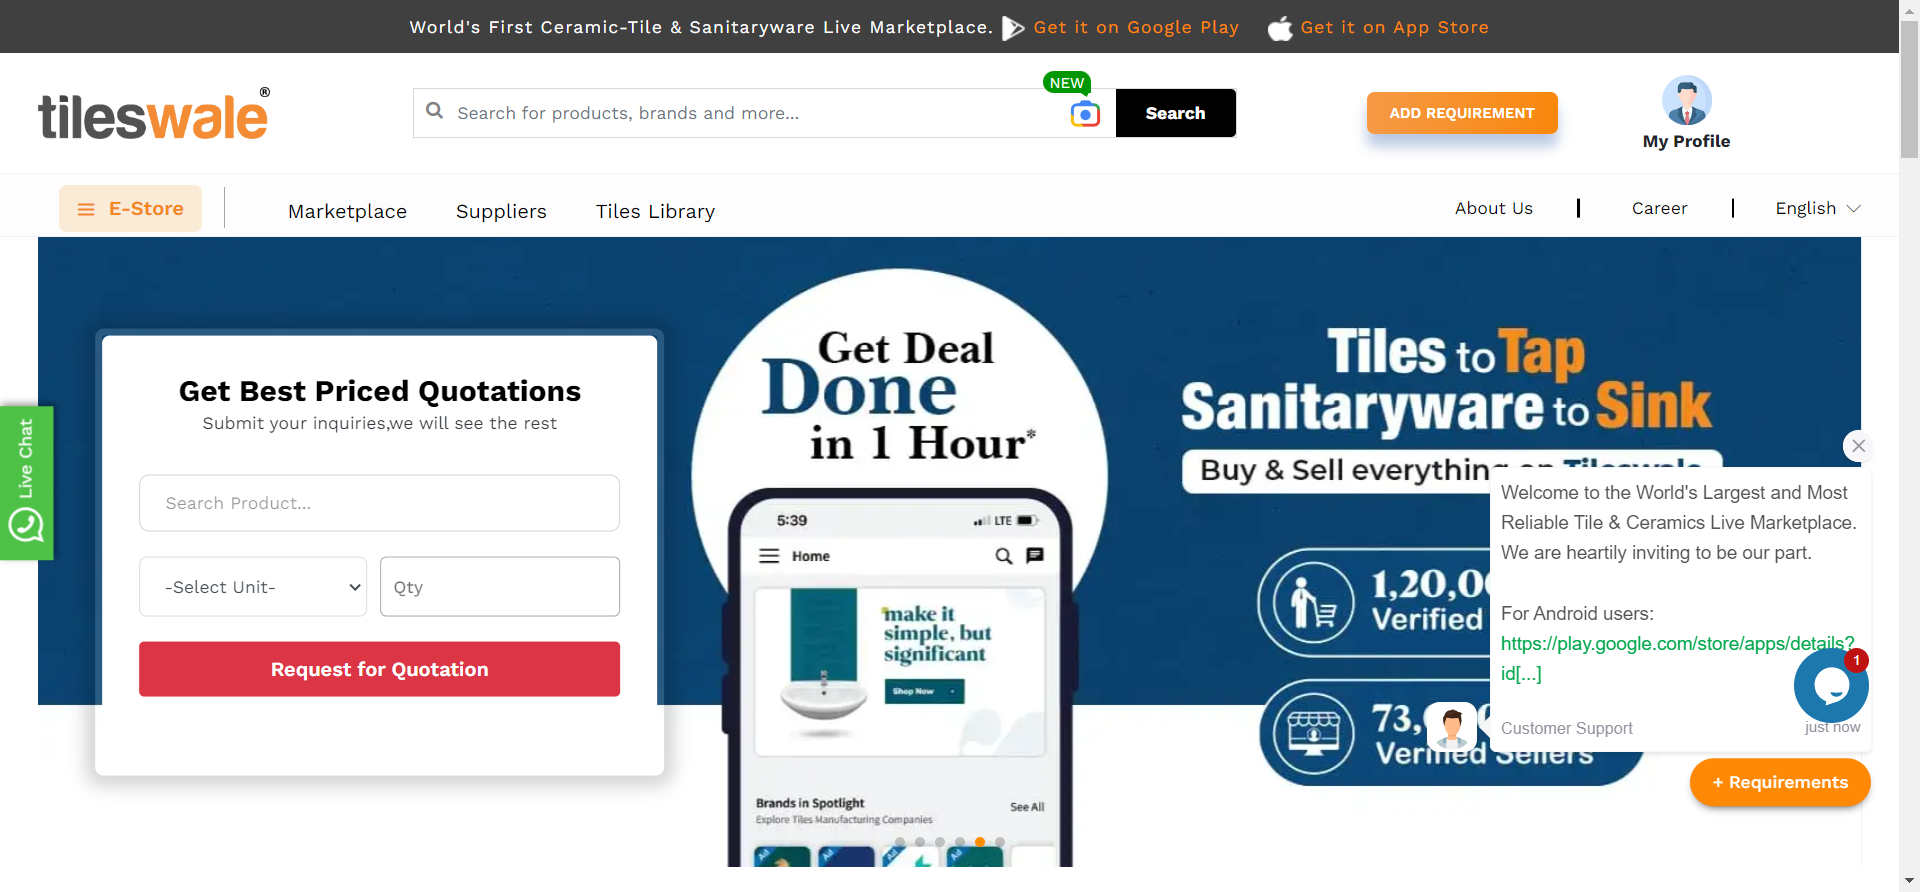 World's First Ceramic-Tile & Sanitaryware Live Marketplace. Get it on Google Play Get it on App Store
tileswale®
Search for products, brands and more...
NEW
Search
ADD REQUIREMENT
My Profile
E-Store
Marketplace
Suppliers
Tiles Library
About Us
Career
English
Live Chat
Get Best Priced Quotations
Submit your inquiries,we will see the rest
Search Product...
-Select Unit-
Qty
Request for Quotation
Get Deal
Done
in 1 Hour*
5:39
LTE
Home
make it
simple, but
significant
Shop Now
Brands in Spotlight
See All
Explore Tiles Manufacturing Companies
Ad
Ad
Ad
Ad
Tiles to Tap
Sanitaryware to Sink
Buy & Sell everything on Tileswale
1,20,0
Verified
73,
Verified Sellers
Welcome to the World's Largest and Most
Reliable Tile & Ceramics Live Marketplace.
We are heartily inviting to be our part.
For Android users:
https://play.google.com/store/apps/details?
id[...]
Customer Support
just now
1
+ Requirements